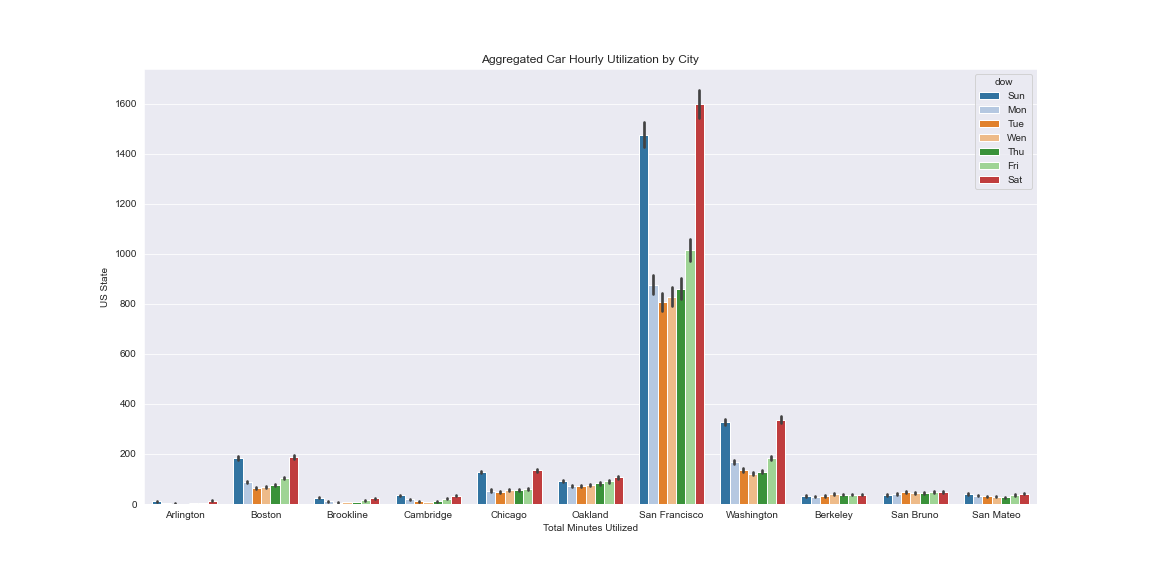 Aggregated Car Hourly Utilization by City
dow
Sun
Mon
Tue
Wen
Thu
Fri
Sat
1600
1400
1200
1000
800
600
400
200
0
US State
Arlington Boston Brookline Cambridge Chicago Oakland San Francisco Washington Berkeley San Bruno San Mateo
Total Minutes Utilized